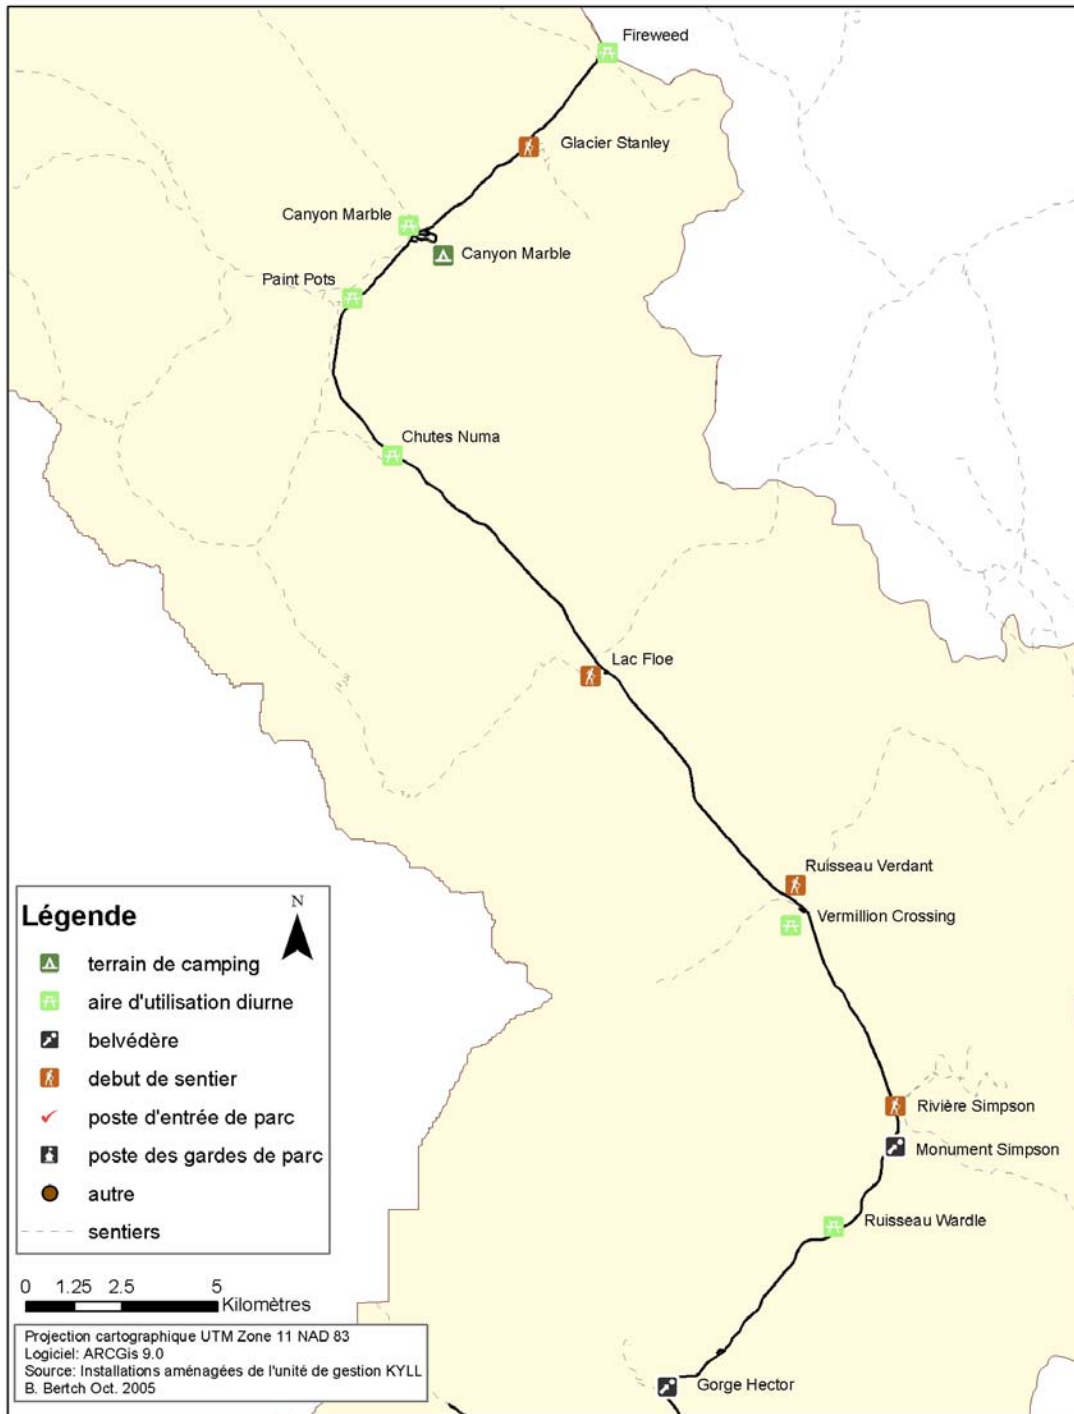 Fireweed
Glacier Stanley
Canyon Marble
Canyon Marble
Paint Pots
Chutes Numa
Lac Floe
Ruisseau Verdant
Vermillion Crossing
Rivière Simpson
Monument Simpson
Ruisseau Wardle
Gorge Hector
Légende
N
terrain de camping
aire d'utilisation diurne
belvédère
debut de sentier
poste d'entrée de parc
poste des gardes de parc
autre
sentiers
0 1.25 2.5 5
Kilomètres
Projection cartographique UTM Zone 11 NAD 83
Logiciel: ARCGis 9.0
Source: Installations aménagées de l'unité de gestion KYLL
B. Bertch Oct. 2005